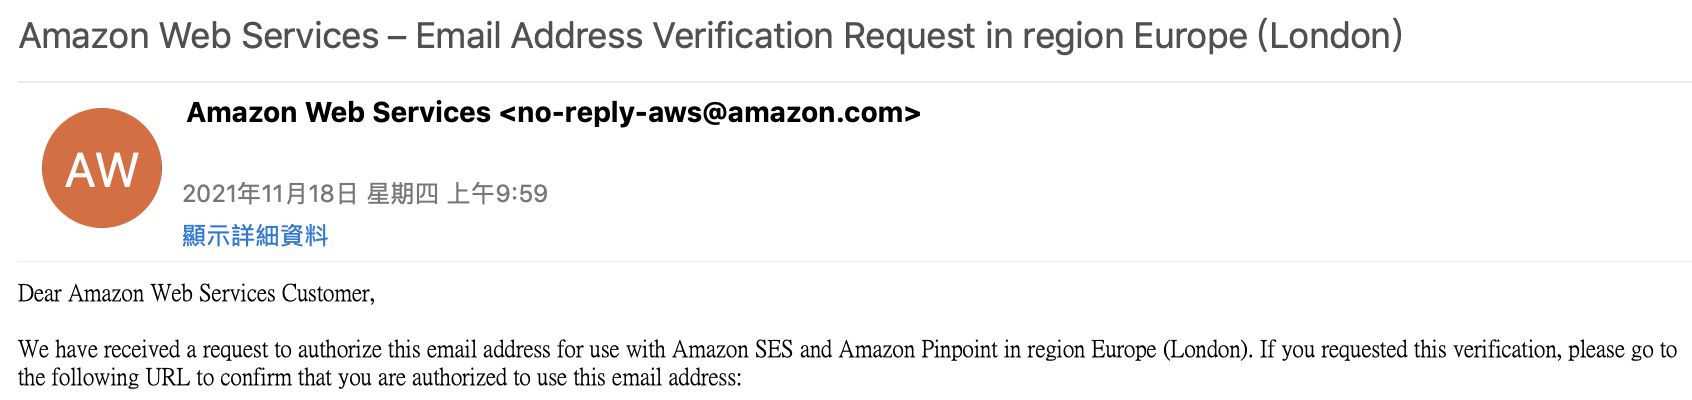 Amazon Web Services – Email Address Verification Request in region Europe (London)
Amazon Web Services <no-reply-aws@amazon.com>
AW
2021年11月18日 星期四 上午9:59
顯示詳細資料
Dear Amazon Web Services Customer,
We have received a request to authorize this email address for use with Amazon SES and Amazon Pinpoint in region Europe (London). If you requested this verification, please go to
the following URL to confirm that you are authorized to use this email address: